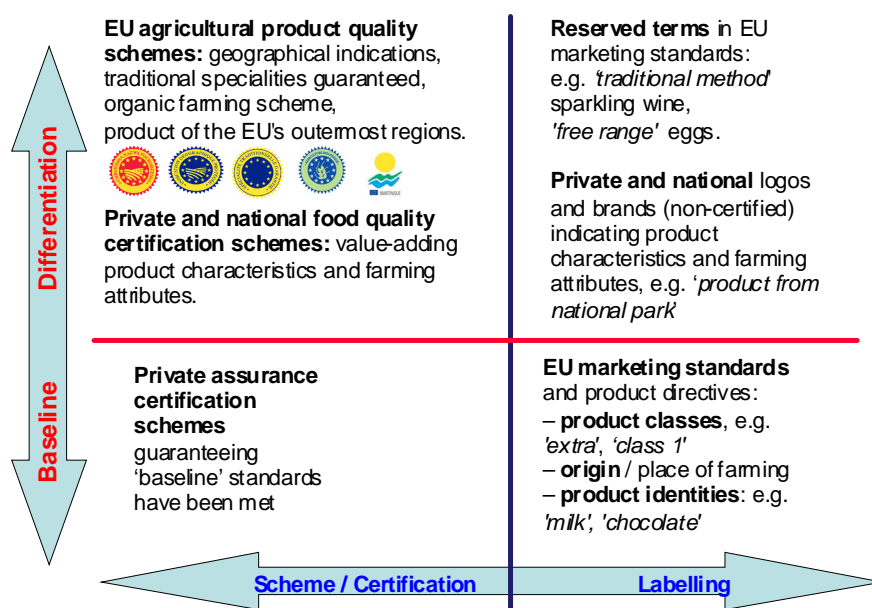 EU agricultural product quality
schemes: geographical indications,
traditional specialities guaranteed,
organic farming scheme,
product of the EU's outermost regions.
Private and national food quality
certification schemes: value-adding
product characteristics and farming
attributes.
Reserved terms in EU
marketing standards:
e.g. 'traditional method'
sparkling wine,
'free range' eggs.
Private and national logos
and brands (non-certified)
indicating product
characteristics and farming
attributes, e.g. 'product from
national park'
Differentiation
Baseline
Private assurance
certification
schemes
guaranteeing
'baseline' standards
have been met
EU marketing standards
and product directives:
– product classes, e.g.
'extra', 'class 1'
– origin / place of farming
– product identities: e.g.
'milk', 'chocolate'
Scheme / Certification
Labelling